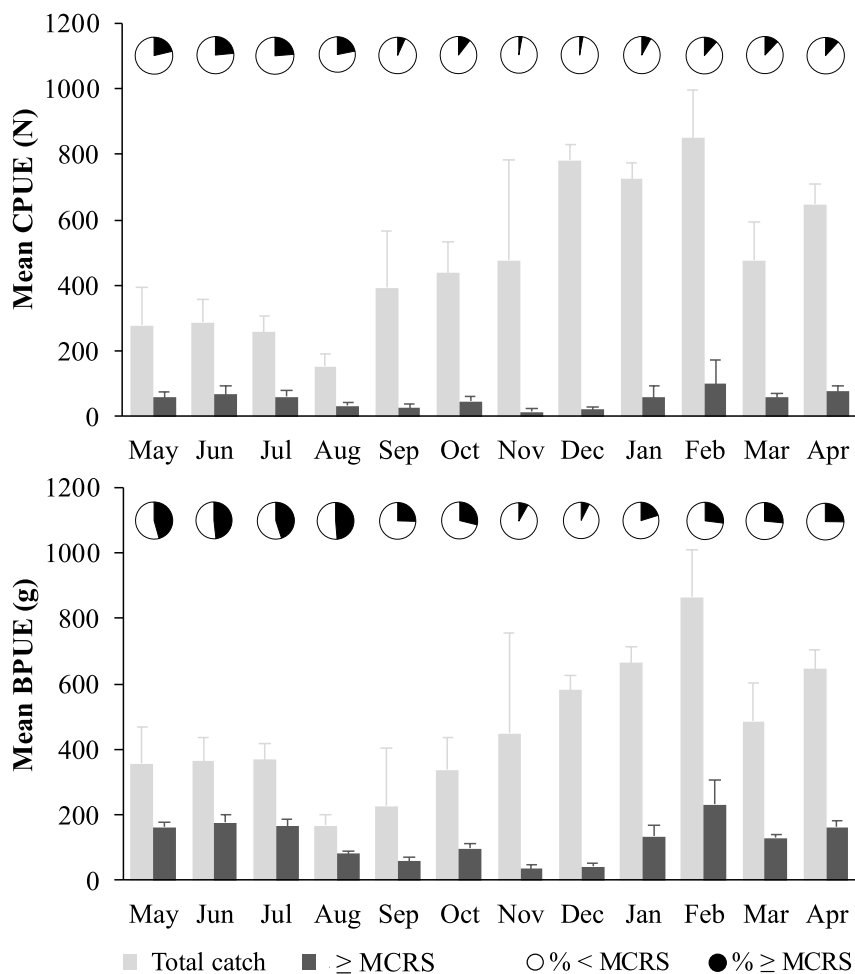 1200
1000
800
600
400
200
0
Mean CPUE (N)
May Jun Jul Aug Sep Oct Nov Dec Jan Feb Mar Apr
1200
1000
800
600
400
200
0
Mean BPUE (g)
May Jun Jul Aug Sep Oct Nov Dec Jan Feb Mar Apr
Total catch ≥ MCRS % < MCRS % ≥ MCRS